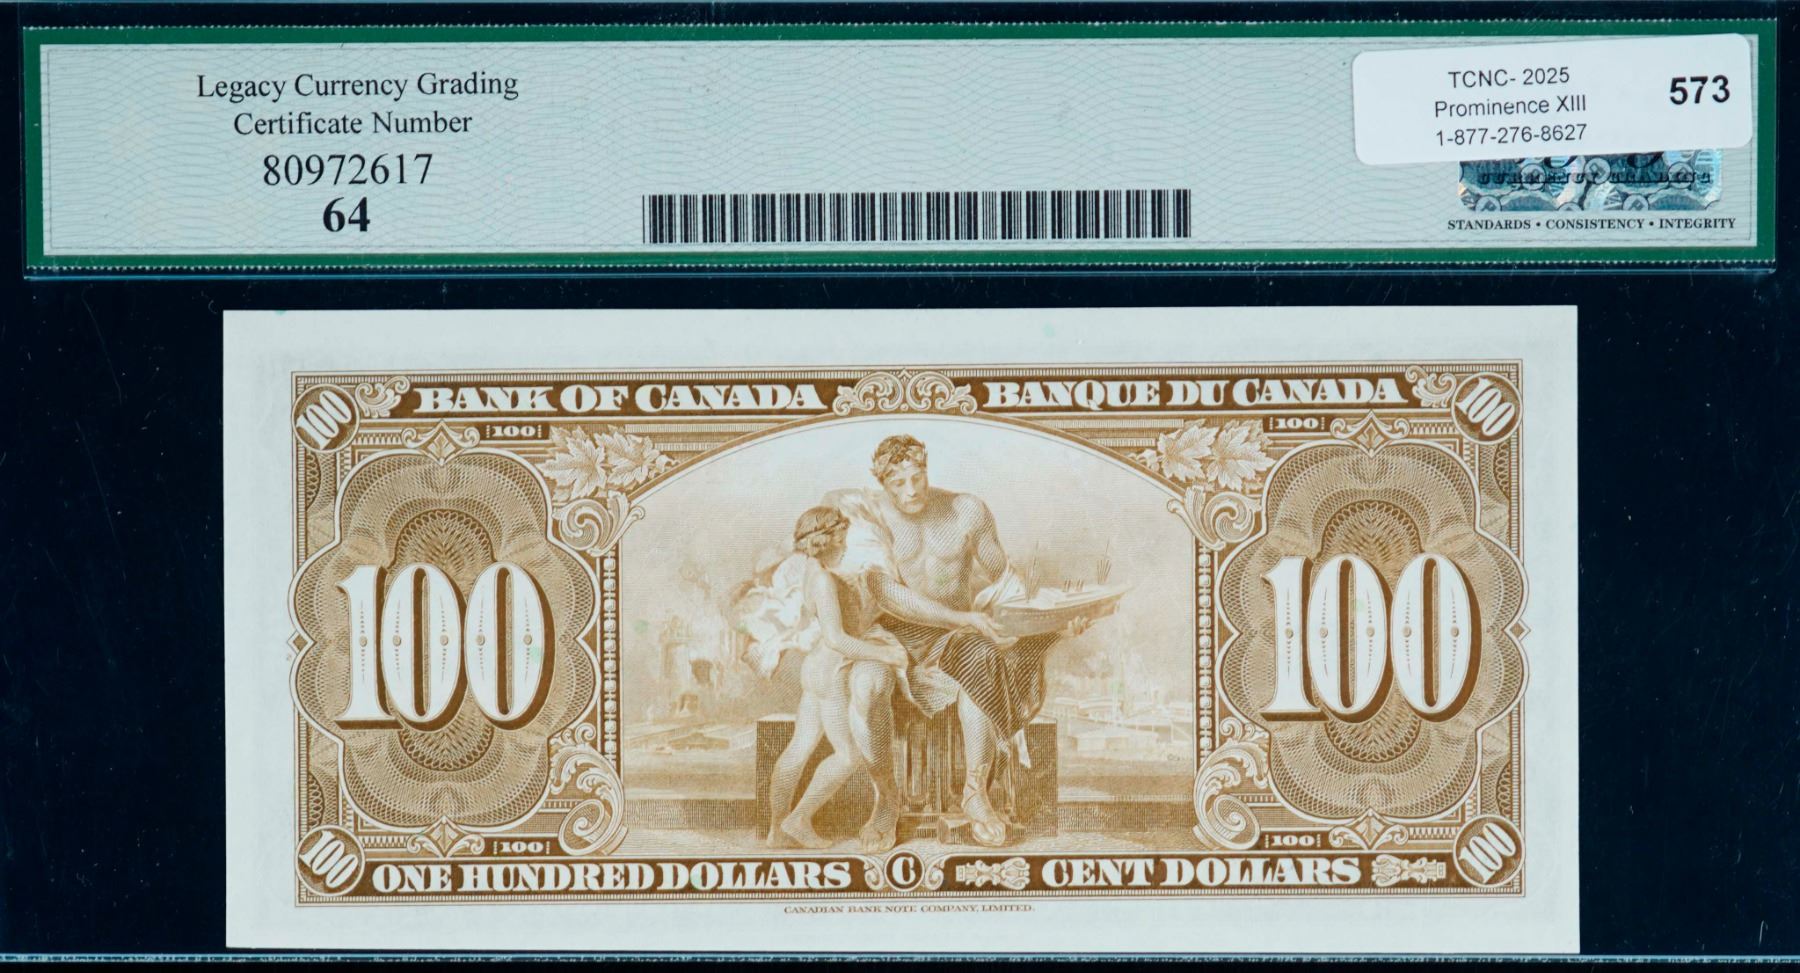 Legacy Currency Grading
Certificate Number
80972617
64
TCNC- 2025
Prominence XIII
1-877-276-8627
573
CURRENCY GRADING
STANDARDS • CONSISTENCY • INTEGRITY
100 BANK OF CANADA BANQUE DU CANADA 100
100 100
100 100
100 100
100 ONE HUNDRED DOLLARS C CENT DOLLARS 100
CANADIAN BANK NOTE COMPANY, LIMITED.